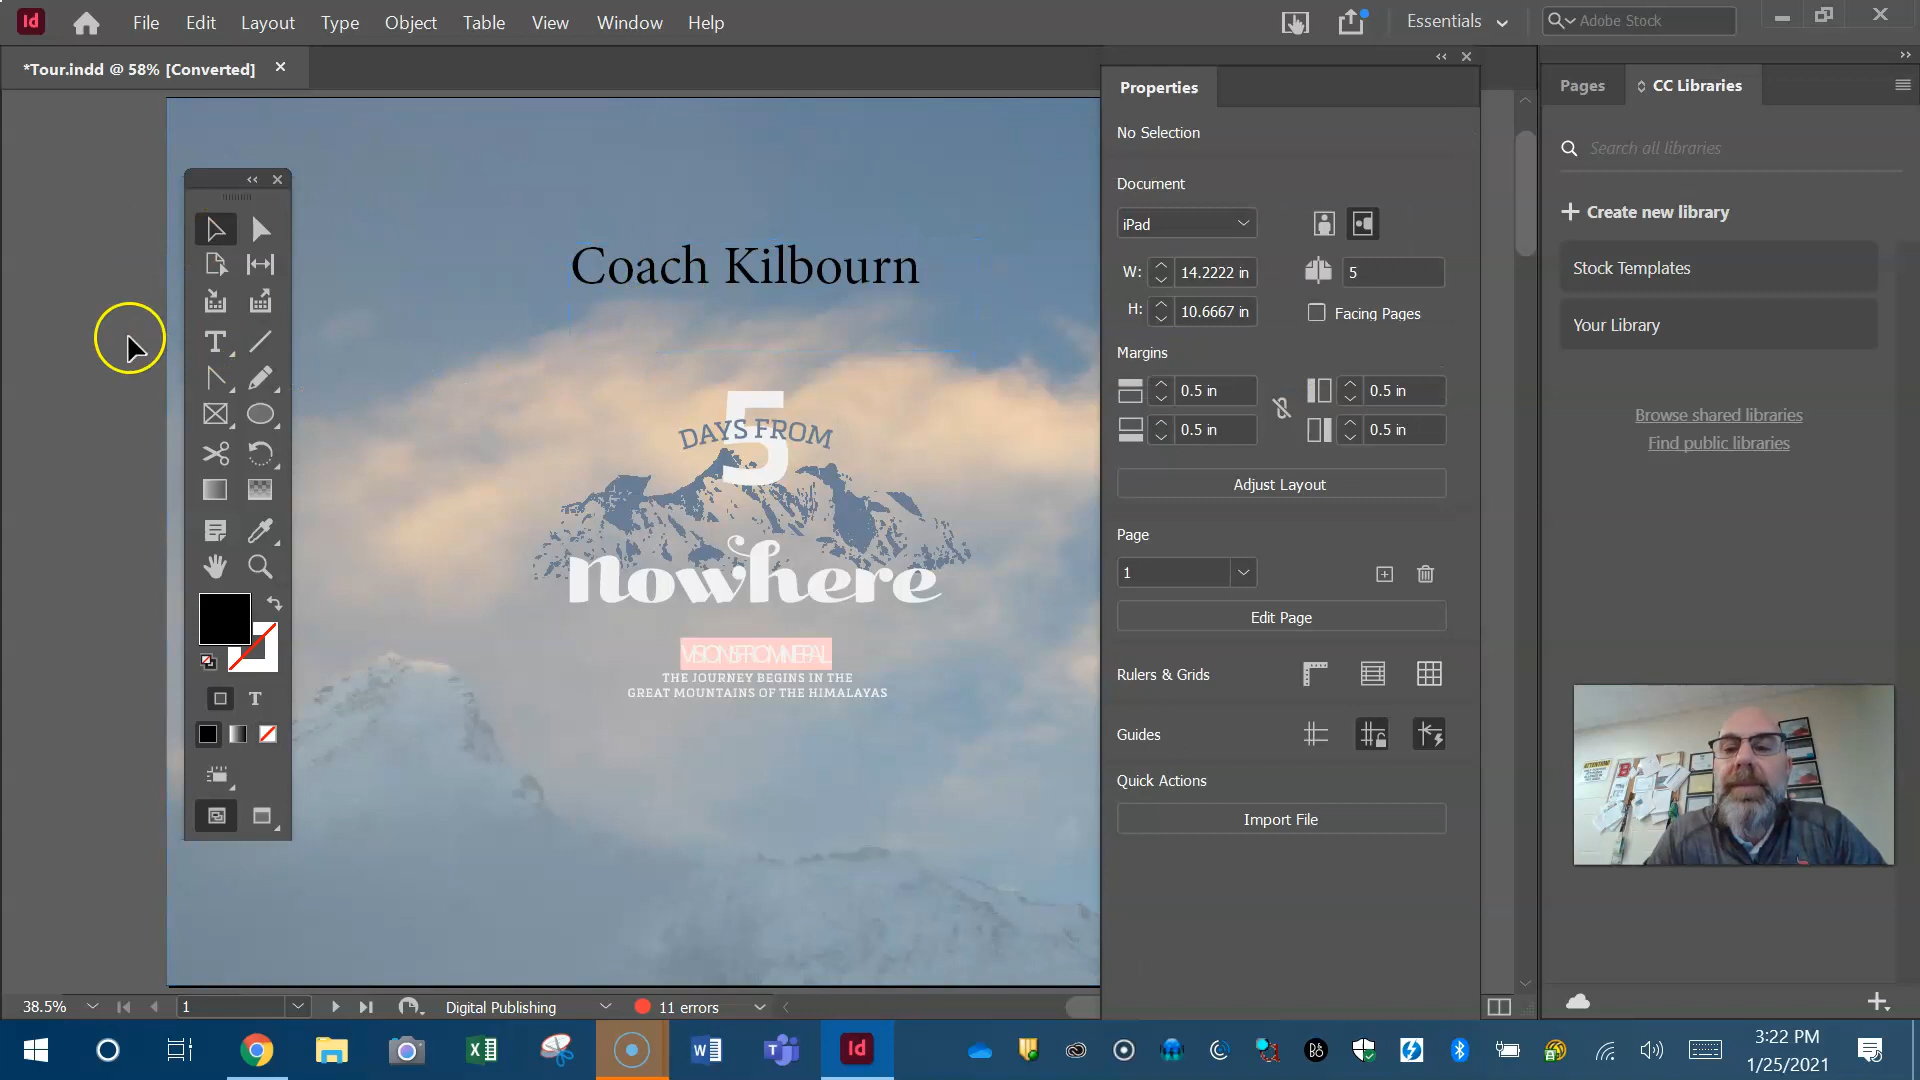 Id
File Edit Layout Type Object Table View Window Help
Essentials
Adobe Stock
*Tour.indd @ 58% [Converted]
Properties
Pages
CC Libraries
No Selection
Search all libraries
Document
iPad
Create new library
Coach Kilbourn
W: 14.2222 in
5
Stock Templates
H: 10.6667 in
Facing Pages
Your Library
Margins
0.5 in
0.5 in
Browse shared libraries
0.5 in
0.5 in
Find public libraries
5
DAYS FROM
Adjust Layout
Page
nowhere
1
Edit Page
VISIONS FROM NEPAL
THE JOURNEY BEGINS IN THE
GREAT MOUNTAINS OF THE HIMALAYAS
Rulers & Grids
T
Guides
Quick Actions
Import File
38.5%
1
Digital Publishing
11 errors
3:22 PM
1/25/2021